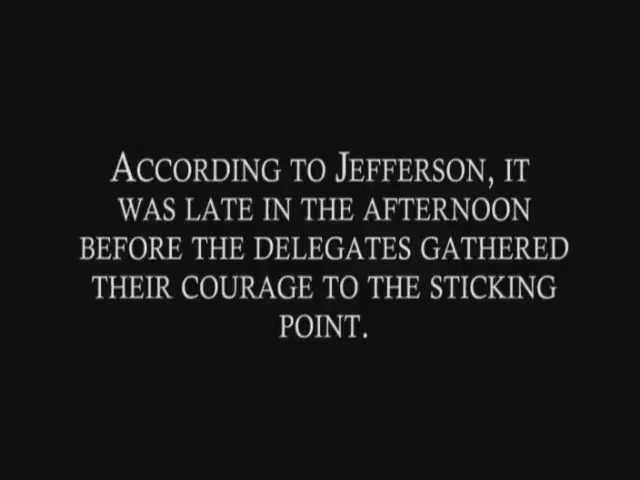 ACCORDING TO JEFFERSON, IT
WAS LATE IN THE AFTERNOON
BEFORE THE DELEGATES GATHERED
THEIR COURAGE TO THE STICKING
POINT.